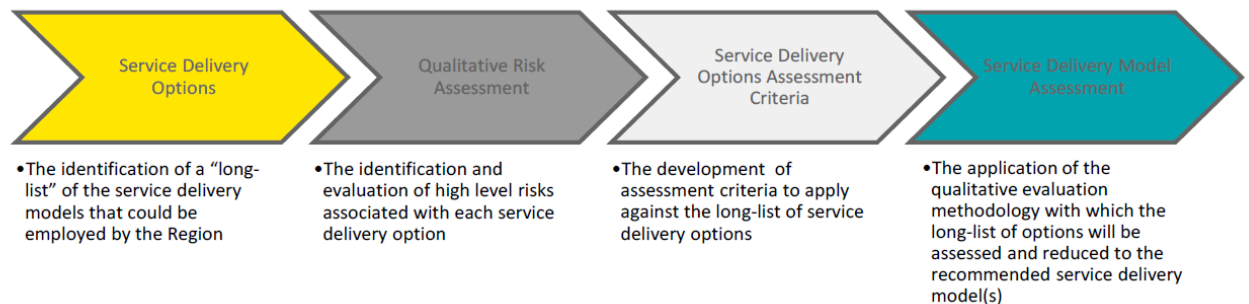 Service Delivery
Options
Qualitative Risk
Assessment
Service Delivery
Options Assessment
Criteria
Service Delivery Model
Assessment
•The identification of a “long-
list” of the service delivery
models that could be
employed by the Region
•The identification and
evaluation of high level risks
associated with each service
delivery option
•The development of
assessment criteria to apply
against the long-list of service
delivery options
•The application of the
qualitative evaluation
methodology with which the
long-list of options will be
assessed and reduced to the
recommended service delivery
model(s)